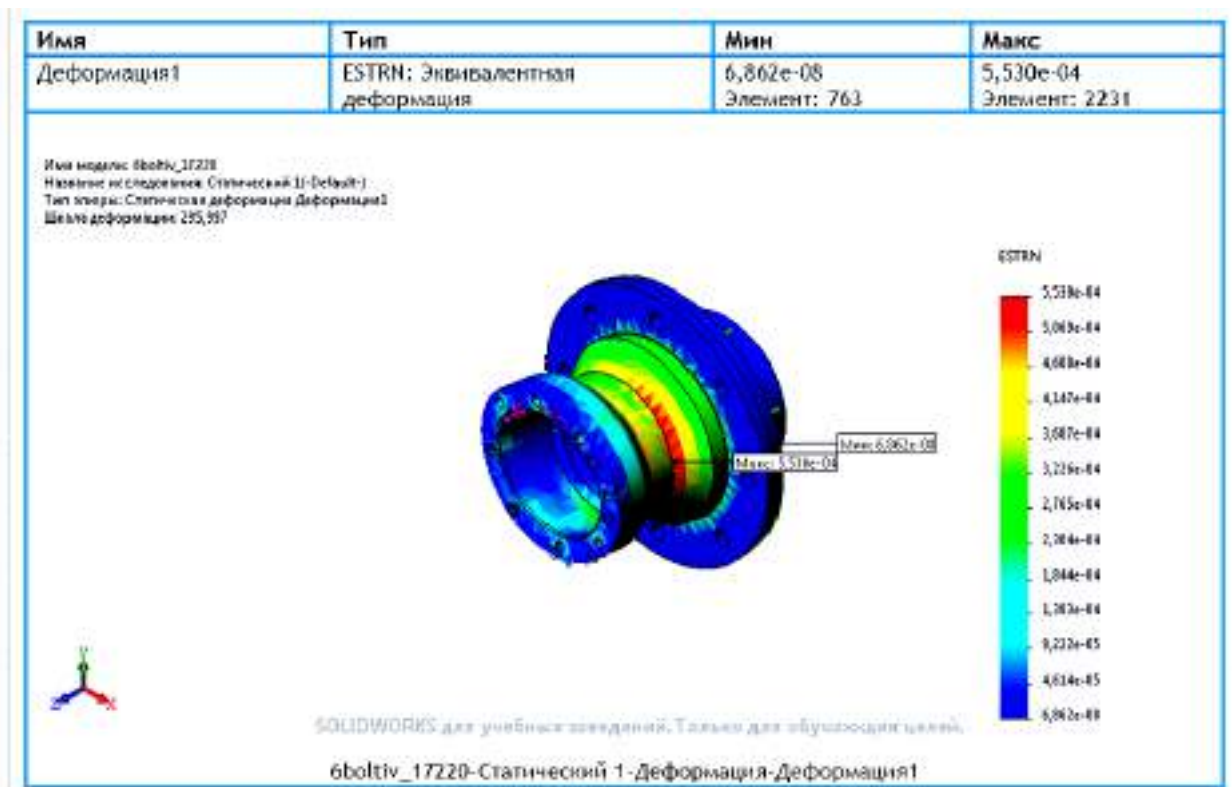 Имя Тип Мин Макс
Деформация1 ESTRN: Эквивалентная деформация 6,862e-08 Элемент: 763 5,530e-04 Элемент: 2231
Имя модели: 6boltiv_17220
Название исследования: Статический 1(-Default-)
Тип эпюры: Статическая деформация Деформация1
Шкала деформации: 295,997
ESTRN
5,530e-04
5,069e-04
4,608e-04
4,147e-04
3,687e-04
3,226e-04
2,765e-04
2,304e-04
1,844e-04
1,383e-04
9,222e-05
4,614e-05
6,862e-08
Мин: 6,862e-08
Макс: 5,530e-04
Y
Z
X
SOLIDWORKS для учебных заведений. Только для обучающих целей.
6boltiv_17220-Статический 1-Деформация-Деформация1